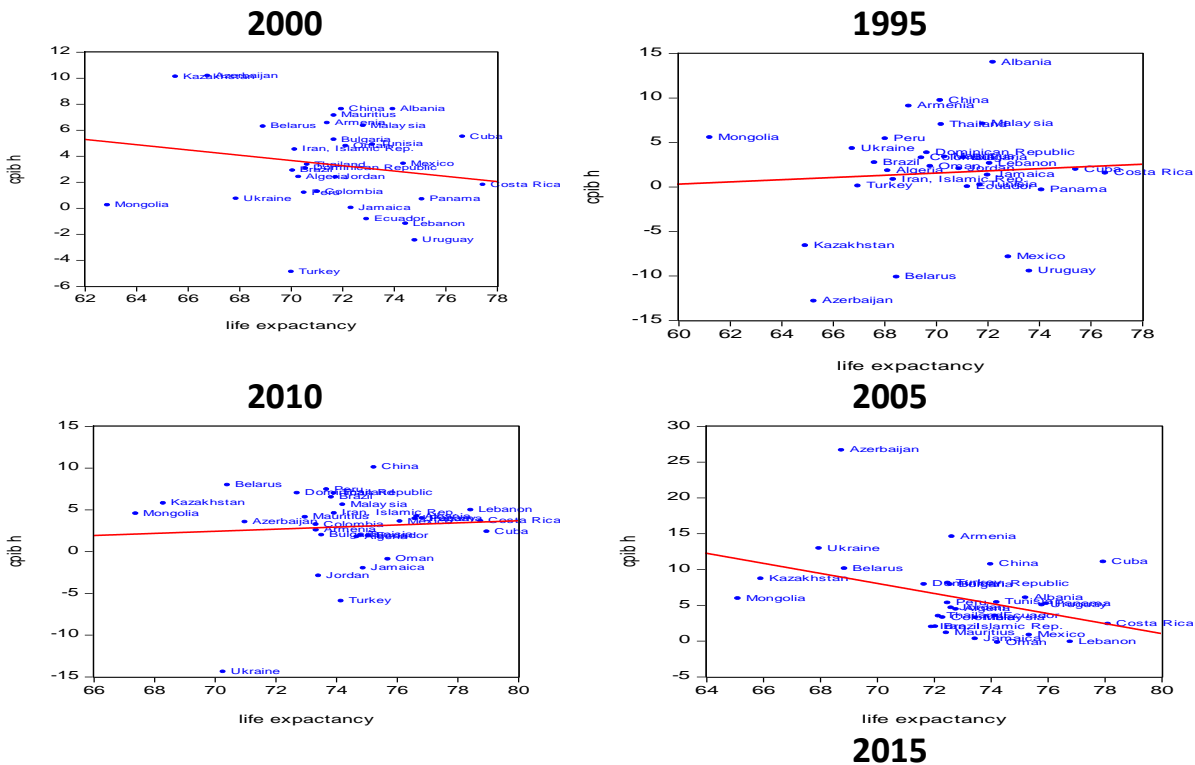 2000
12
10
8
6
4
2
0
-2
-4
-6
cpib h
Kazakhstan
Azerbaijan
China
Albania
Mauritius
Armenia
Belarus
Malaysia
Cuba
Bulgaria
Tunisia
Iran, Islamic Rep.
Mexico
Thailand
Dominican Republic
Brazil
Algeria
Jordan
Costa Rica
Peru
Colombia
Ukraine
Panama
Mongolia
Jamaica
Ecuador
Lebanon
Uruguay
Turkey
62 64 66 68 70 72 74 76 78
life expactancy
1995
15
10
5
0
-5
-10
-15
cpib h
Albania
China
Armenia
Thailand
Malaysia
Mongolia
Peru
Ukraine
Dominican Republic
Brazil
Lebanon
Oman
Algeria
Jordan
Cuba
Costa Rica
Jamaica
Iran, Islamic Rep.
Turkey
Tunisia
Ecuador
Panama
Kazakhstan
Mexico
Belarus
Uruguay
Azerbaijan
60 62 64 66 68 70 72 74 76 78
life expactancy
2010
15
10
5
0
-5
-10
-15
cpib h
China
Belarus
Peru
Thailand
Brazil
Kazakhstan
Malaysia
Lebanon
Mongolia
Iran, Islamic Rep.
Mauritius
Azerbaijan
Costa Rica
Colombia
Armenia
Cuba
Oman
Jamaica
Jordan
Turkey
Ukraine
66 68 70 72 74 76 78 80
life expactancy
2005
30
25
20
15
10
5
0
-5
cpib h
Azerbaijan
Armenia
Ukraine
China
Cuba
Belarus
Kazakhstan
Turkey
Dominican Republic
Mongolia
Albania
Peru
Tunisia
Panama
Uruguay
Algeria
Thailand
Ecuador
Colombia
Malaysia
Costa Rica
Brazil
Iran, Islamic Rep.
Mauritius
Mexico
Jamaica
Oman
Lebanon
64 66 68 70 72 74 76 78 80
life expactancy
2015